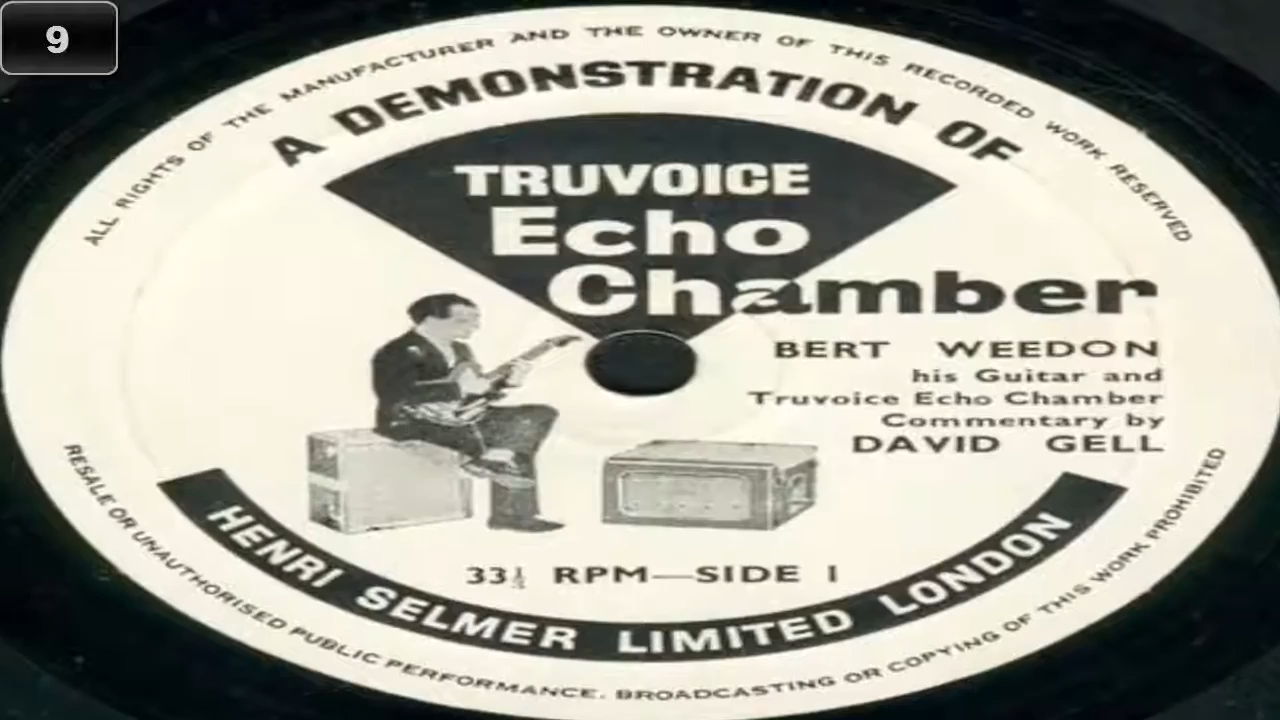 9
ALL RIGHTS OF THE MANUFACTURER AND THE OWNER OF THIS RECORDED WORK RESERVED
A DEMONSTRATION OF
TRUVOICE
Echo
Chamber
BERT WEEDON
his Guitar and
Truvoice Echo Chamber
Commentary by
DAVID GELL
33⅓ RPM—SIDE 1
HENRI SELMER LIMITED LONDON
RESALE OR UNAUTHORISED PUBLIC PERFORMANCE, BROADCASTING OR COPYING OF THIS WORK PROHIBITED